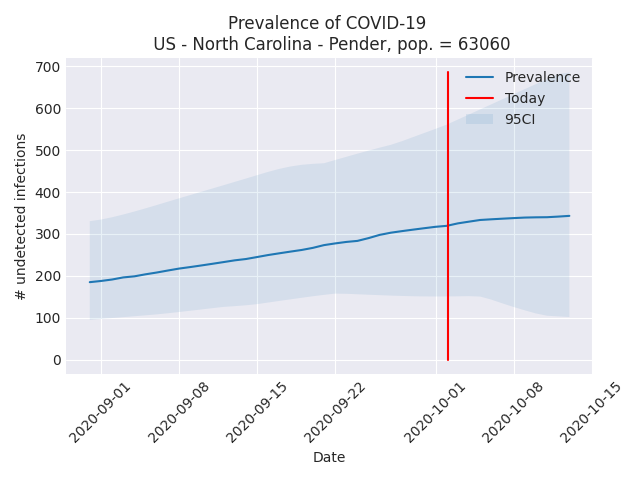 Prevalence of COVID-19
US - North Carolina - Pender, pop. = 63060
Prevalence
Today
95CI
# undetected infections
700
600
500
400
300
200
100
0
2020-09-01
2020-09-08
2020-09-15
2020-09-22
2020-10-01
2020-10-08
2020-10-15
Date